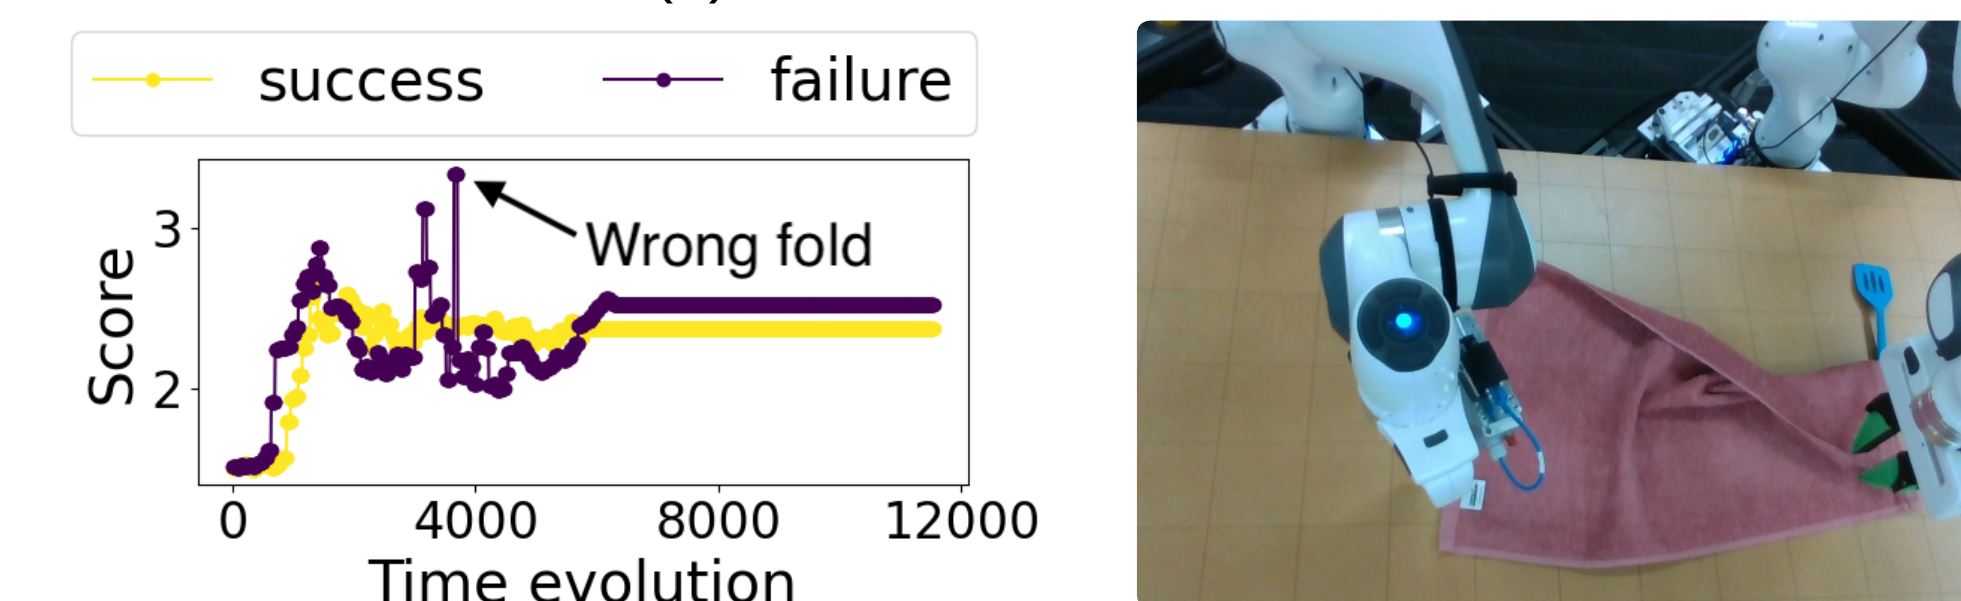 success failure
Wrong fold
Score
3
2
0 4000 8000 12000
Time evolution